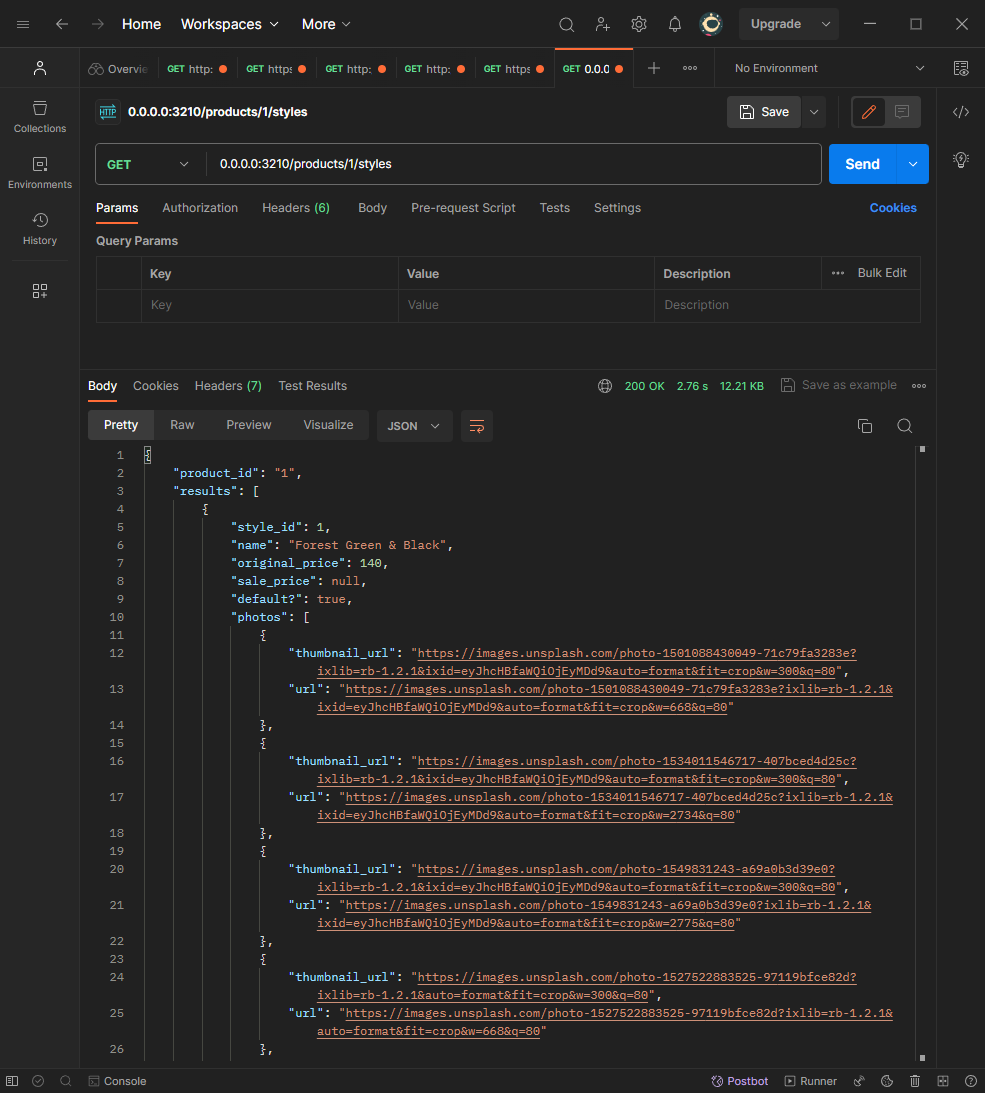 Home Workspaces More Upgrade
Overvie GET http: GET https GET http: GET http: GET https GET 0.0.0 No Environment
HTTP 0.0.0.0:3210/products/1/styles Save
Collections
GET 0.0.0.0:3210/products/1/styles Send
Environments
Params Authorization Headers (6) Body Pre-request Script Tests Settings Cookies
History
Query Params
Key Value Description Bulk Edit
Key Value Description
Body Cookies Headers (7) Test Results 200 OK 2.76 s 12.21 KB Save as example
Pretty Raw Preview Visualize JSON
1 {
2 "product_id": "1",
3 "results": [
4 {
5 "style_id": 1,
6 "name": "Forest Green & Black",
7 "original_price": 140,
8 "sale_price": null,
9 "default?": true,
10 "photos": [
11 {
12 "thumbnail_url": "https://images.unsplash.com/photo-1501088430049-71c79fa3283e?
ixlib=rb-1.2.1&ixid=eyJhcHBfaWQiOjEyMDd9&auto=format&fit=crop&w=300&q=80",
13 "url": "https://images.unsplash.com/photo-1501088430049-71c79fa3283e?ixlib=rb-1.2.1&
ixid=eyJhcHBfaWQiOjEyMDd9&auto=format&fit=crop&w=668&q=80"
14 },
15 {
16 "thumbnail_url": "https://images.unsplash.com/photo-1534011546717-407bced4d25c?
ixlib=rb-1.2.1&ixid=eyJhcHBfaWQiOjEyMDd9&auto=format&fit=crop&w=300&q=80",
17 "url": "https://images.unsplash.com/photo-1534011546717-407bced4d25c?ixlib=rb-1.2.1&
ixid=eyJhcHBfaWQiOjEyMDd9&auto=format&fit=crop&w=2734&q=80"
18 },
19 {
20 "thumbnail_url": "https://images.unsplash.com/photo-1549831243-a69a0b3d39e0?
ixlib=rb-1.2.1&ixid=eyJhcHBfaWQiOjEyMDd9&auto=format&fit=crop&w=300&q=80",
21 "url": "https://images.unsplash.com/photo-1549831243-a69a0b3d39e0?ixlib=rb-1.2.1&
ixid=eyJhcHBfaWQiOjEyMDd9&auto=format&fit=crop&w=2775&q=80"
22 },
23 {
24 "thumbnail_url": "https://images.unsplash.com/photo-1527522883525-97119bfce82d?
ixlib=rb-1.2.1&auto=format&fit=crop&w=300&q=80",
25 "url": "https://images.unsplash.com/photo-1527522883525-97119bfce82d?ixlib=rb-1.2.1&
auto=format&fit=crop&w=668&q=80"
26 },
Console Postbot Runner